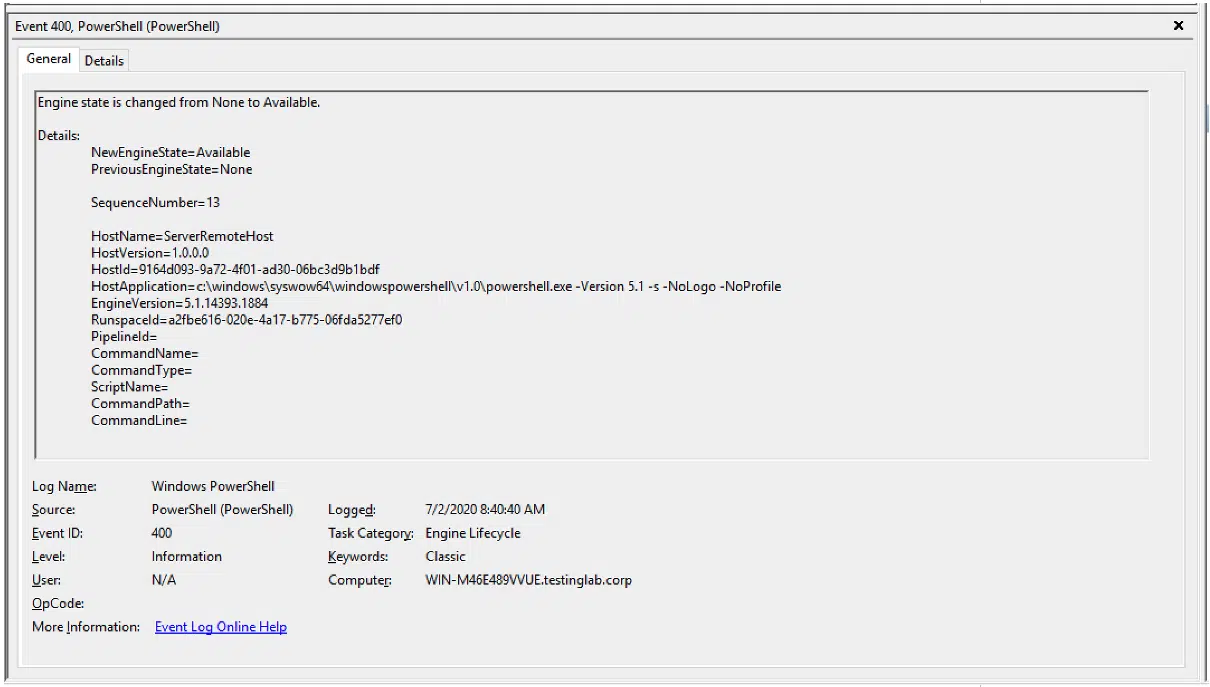 Event 400, PowerShell (PowerShell)
General Details
Engine state is changed from None to Available.
Details:
NewEngineState=Available
PreviousEngineState=None
SequenceNumber=13
HostName=ServerRemoteHost
HostVersion=1.0.0.0
HostId=9164d093-9a72-4f01-ad30-06bc3d9b1bdf
HostApplication=c:\windows\syswow64\windowspowershell\v1.0\powershell.exe -Version 5.1 -s -NoLogo -NoProfile
EngineVersion=5.1.14393.1884
RunspaceId=a2fbe616-020e-4a17-b775-06fda5277ef0
PipelineId=
CommandName=
CommandType=
ScriptName=
CommandPath=
CommandLine=
Log Name: Windows PowerShell
Source: PowerShell (PowerShell) Logged: 7/2/2020 8:40:40 AM
Event ID: 400 Task Category: Engine Lifecycle
Level: Information Keywords: Classic
User: N/A Computer: WIN-M46E489VVUE.testinglab.corp
OpCode:
More Information: Event Log Online Help